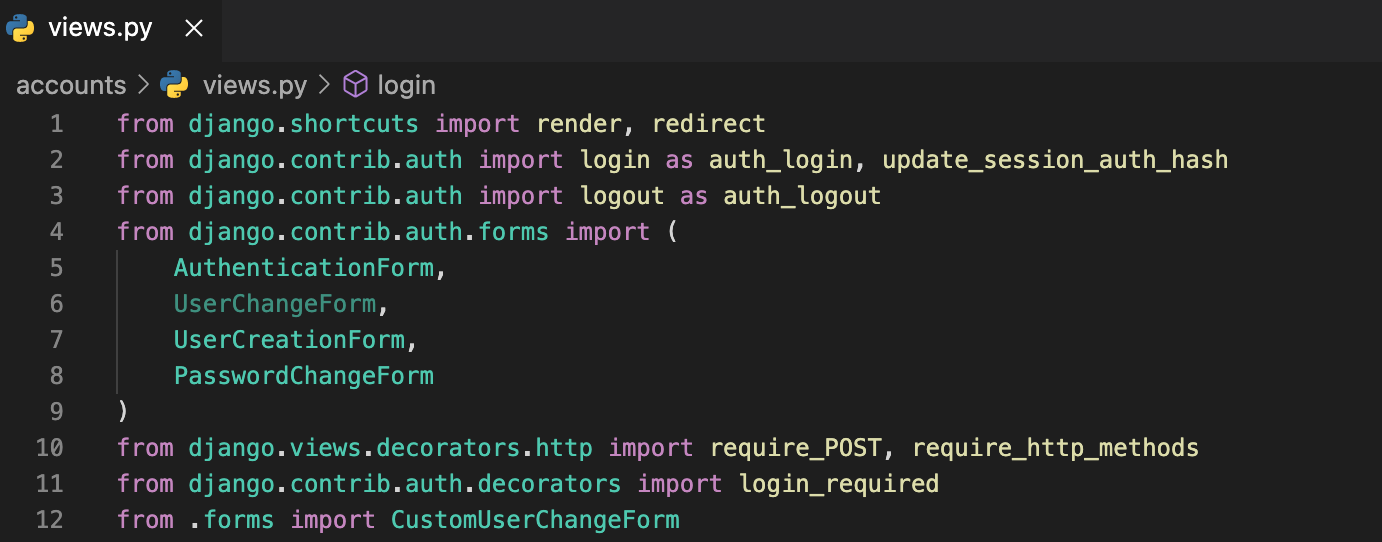 views.py
accounts > views.py > login
1 from django.shortcuts import render, redirect
2 from django.contrib.auth import login as auth_login, update_session_auth_hash
3 from django.contrib.auth import logout as auth_logout
4 from django.contrib.auth.forms import (
5     AuthenticationForm,
6     UserChangeForm,
7     UserCreationForm,
8     PasswordChangeForm
9 )
10 from django.views.decorators.http import require_POST, require_http_methods
11 from django.contrib.auth.decorators import login_required
12 from .forms import CustomUserChangeForm